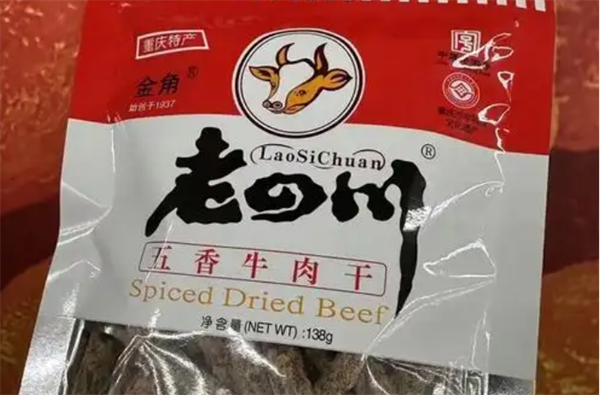 重庆特产
金角®
始创于1937
LaoSiChuan
老四川®
五香牛肉干
Spiced Dried Beef
净含量(NET WT):138g